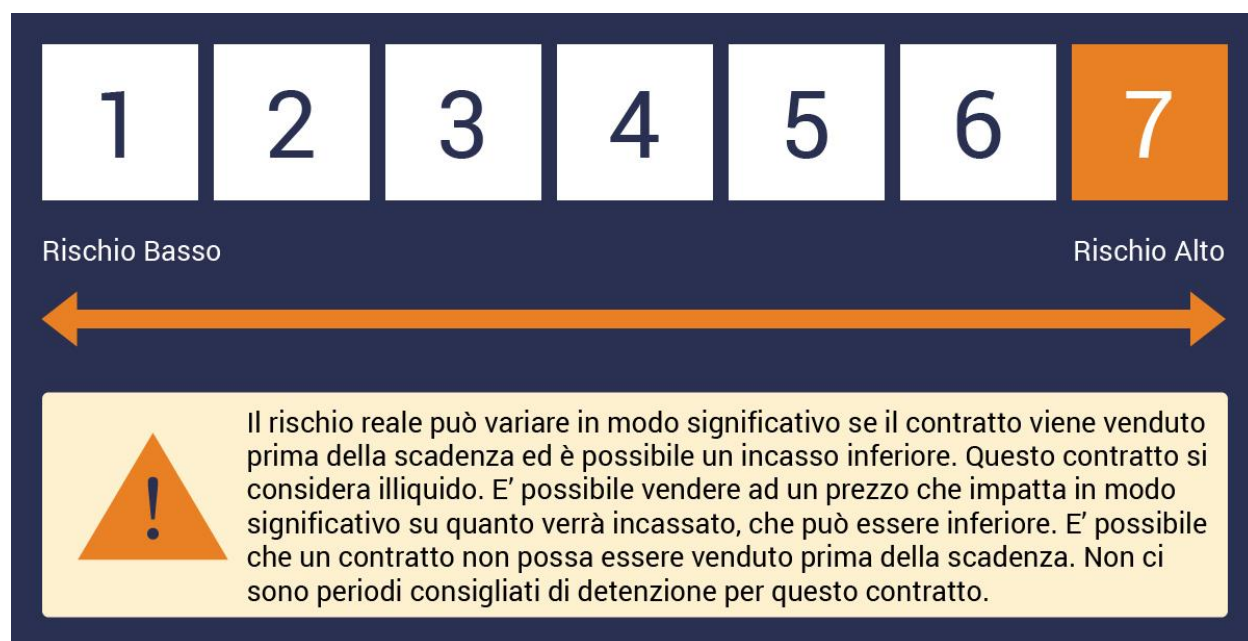 1 2 3 4 5 6 7
Rischio Basso Rischio Alto
Il rischio reale può variare in modo significativo se il contratto viene venduto
prima della scadenza ed è possibile un incasso inferiore. Questo contratto si
considera illiquido. E’ possibile vendere ad un prezzo che impatta in modo
significativo su quanto verrà incassato, che può essere inferiore. E’ possibile
che un contratto non possa essere venduto prima della scadenza. Non ci
sono periodi consigliati di detenzione per questo contratto.
!